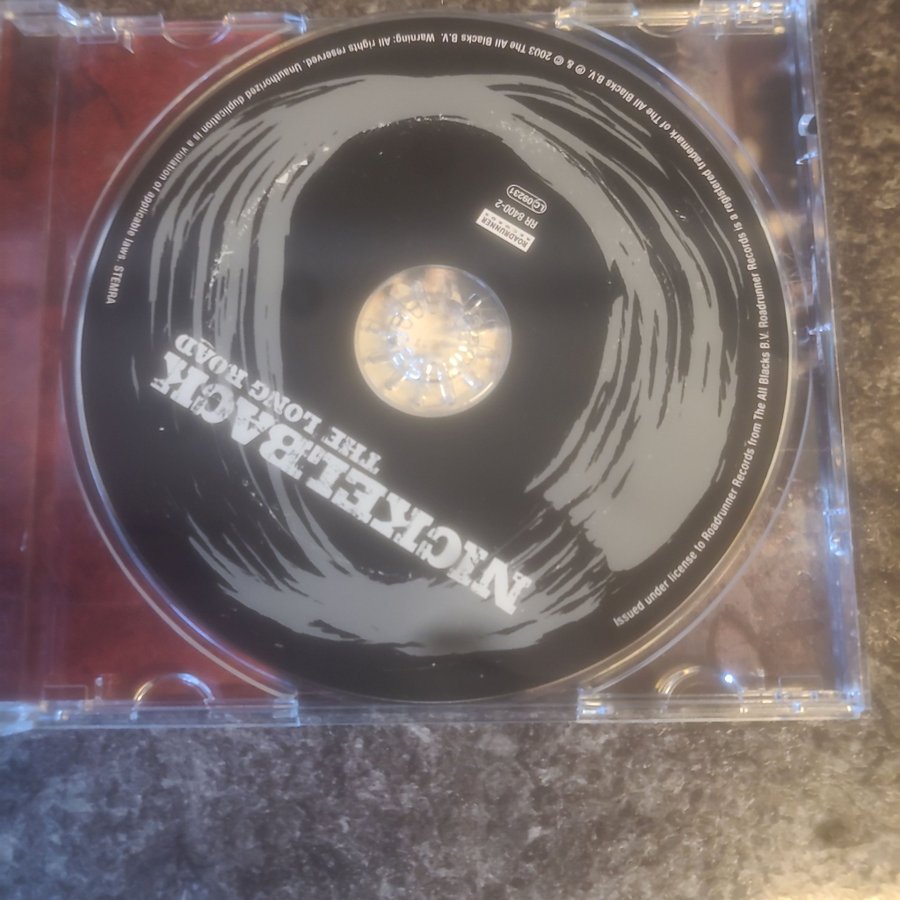 NICKELBACK
THE LONG ROAD
ROADRUNNER
RECORDS
RR 8400-2
LC 09231
Issued under license to Roadrunner Records from The All Blacks B.V. Roadrunner Records is a registered trademark of The All Blacks B.V. ℗ & © 2003 The All Blacks B.V. Warning: All rights reserved. Unauthorized duplication is a violation of applicable laws. STEMRA